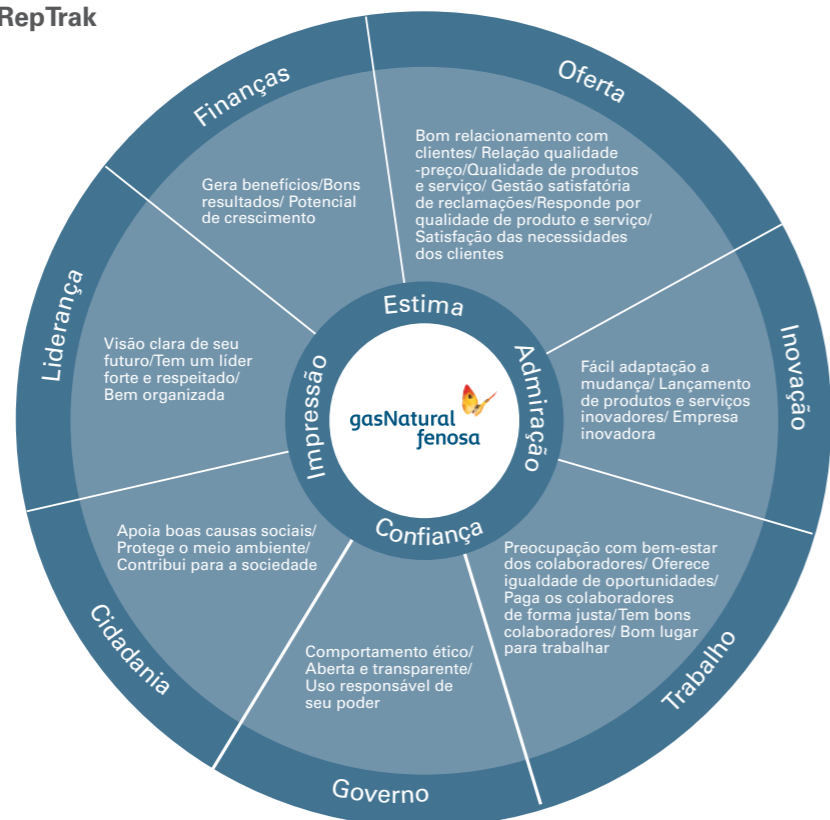 RepTrak
Oferta
Bom relacionamento com
clientes/ Relação qualidade
-preço/Qualidade de produtos
e serviço/ Gestão satisfatória
de reclamações/Responde por
qualidade de produto e serviço/
Satisfação das necessidades
dos clientes
Inovação
Fácil adaptação a
mudança/ Lançamento
de produtos e serviços
inovadores/ Empresa
inovadora
Trabalho
Preocupação com bem-estar
dos colaboradores/ Oferece
igualdade de oportunidades/
Paga os colaboradores
de forma justa/Tem bons
colaboradores/ Bom lugar
para trabalhar
Governo
Comportamento ético/
Aberta e transparente/
Uso responsável de
seu poder
Cidadania
Apoia boas causas sociais/
Protege o meio ambiente/
Contribui para a sociedade
Liderança
Visão clara de seu
futuro/Tem um líder
forte e respeitado/
Bem organizada
Finanças
Gera benefícios/Bons
resultados/ Potencial
de crescimento
Estima
Admiração
Confiança
Impressão
gasNatural
fenosa